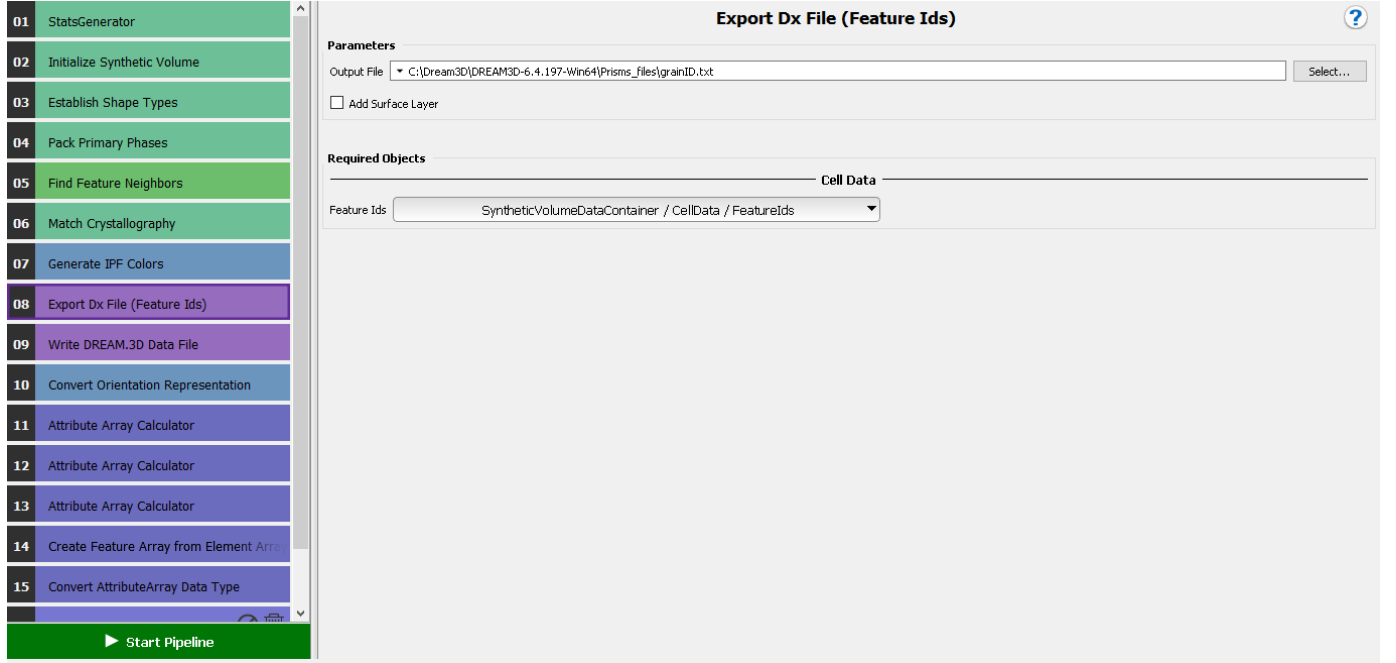 01 StatsGenerator
02 Initialize Synthetic Volume
03 Establish Shape Types
04 Pack Primary Phases
05 Find Feature Neighbors
06 Match Crystallography
07 Generate IPF Colors
08 Export Dx File (Feature Ids)
09 Write DREAM.3D Data File
10 Convert Orientation Representation
11 Attribute Array Calculator
12 Attribute Array Calculator
13 Attribute Array Calculator
14 Create Feature Array from Element Array
15 Convert AttributeArray Data Type
Start Pipeline
Export Dx File (Feature Ids) ?
Parameters
Output File C:\Dream3D\DREAM3D-6.4.197-Win64\Prisms_files\grainID.txt Select...
Add Surface Layer
Required Objects
Cell Data
Feature Ids SyntheticVolumeDataContainer / CellData / FeatureIds